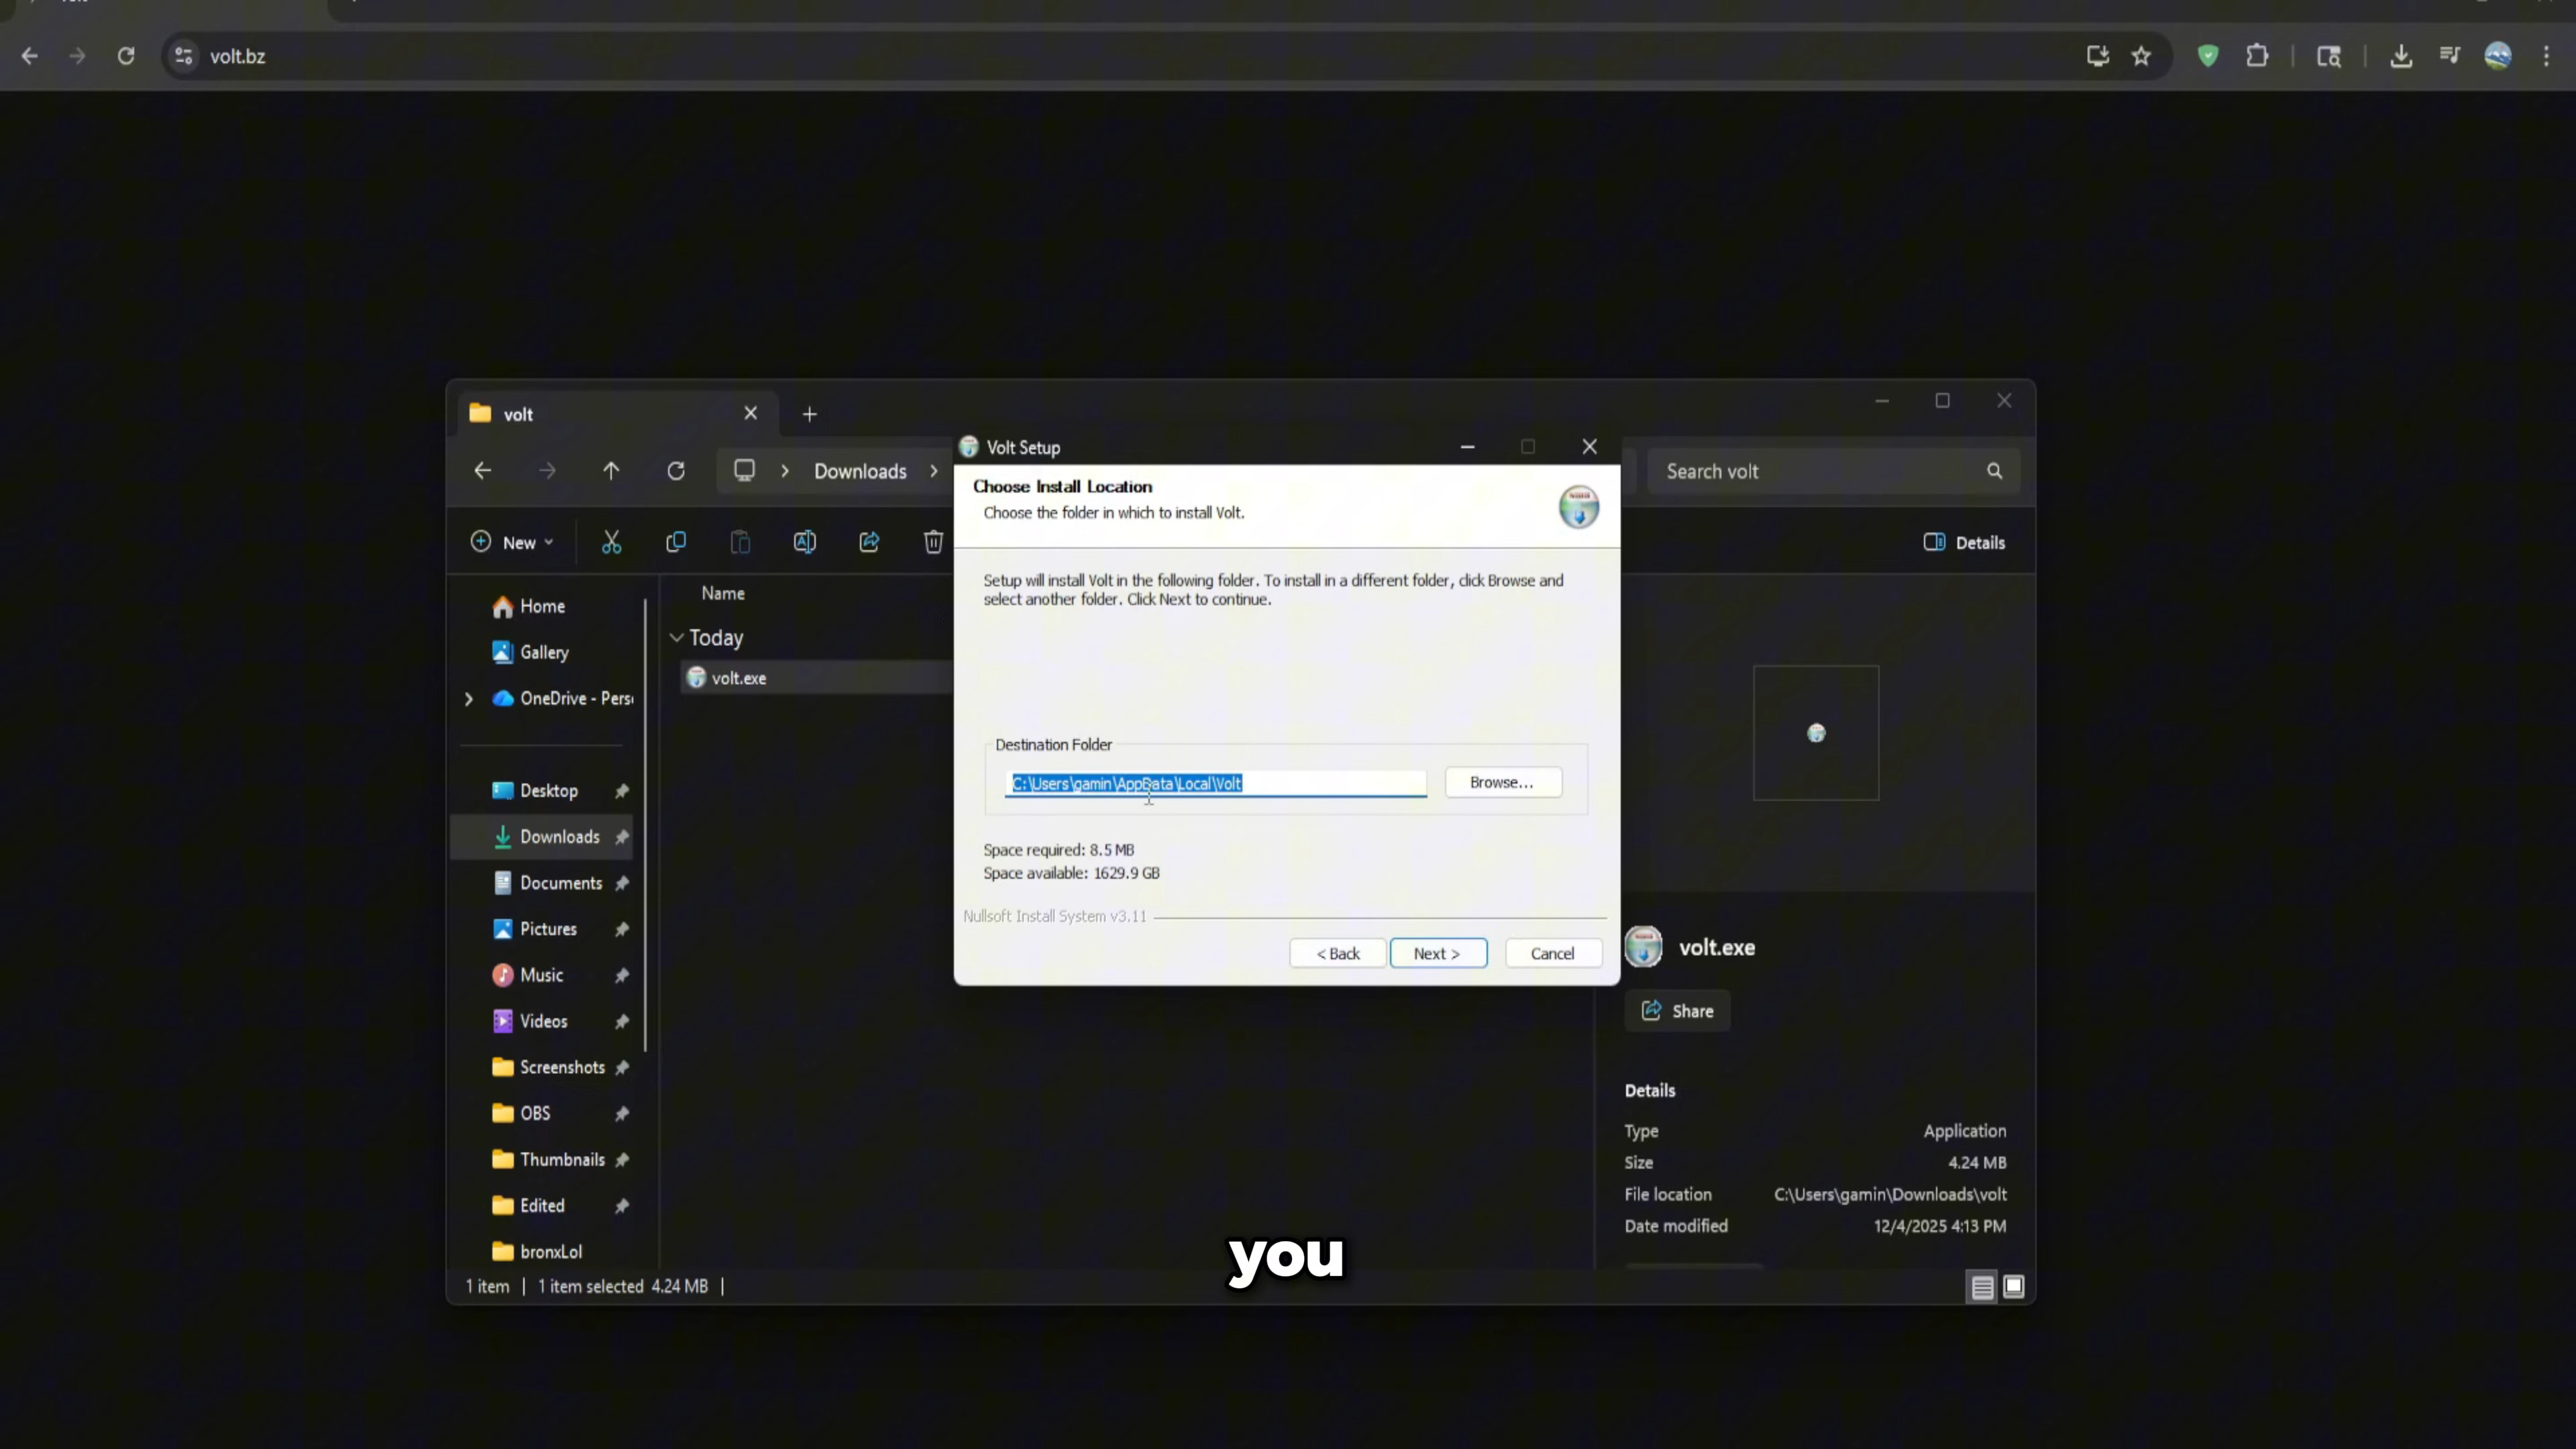 volt.bz
volt
Downloads
Search volt
New
Details
Home
Gallery
OneDrive - Pers
Desktop
Downloads
Documents
Pictures
Music
Videos
Screenshots
OBS
Thumbnails
Edited
bronxLol
Name
Today
volt.exe
Volt Setup
Choose Install Location
Choose the folder in which to install Volt.
Setup will install Volt in the following folder. To install in a different folder, click Browse and
select another folder. Click Next to continue.
Destination Folder
C:\Users\gamin\AppData\Local\Volt
Browse...
Space required: 8.5 MB
Space available: 1629.9 GB
Nullsoft Install System v3.11
< Back
Next >
Cancel
volt.exe
Share
Details
Type Application
Size 4.24 MB
File location C:\Users\gamin\Downloads\volt
Date modified 12/4/2025 4:13 PM
1 item | 1 item selected 4.24 MB |
you